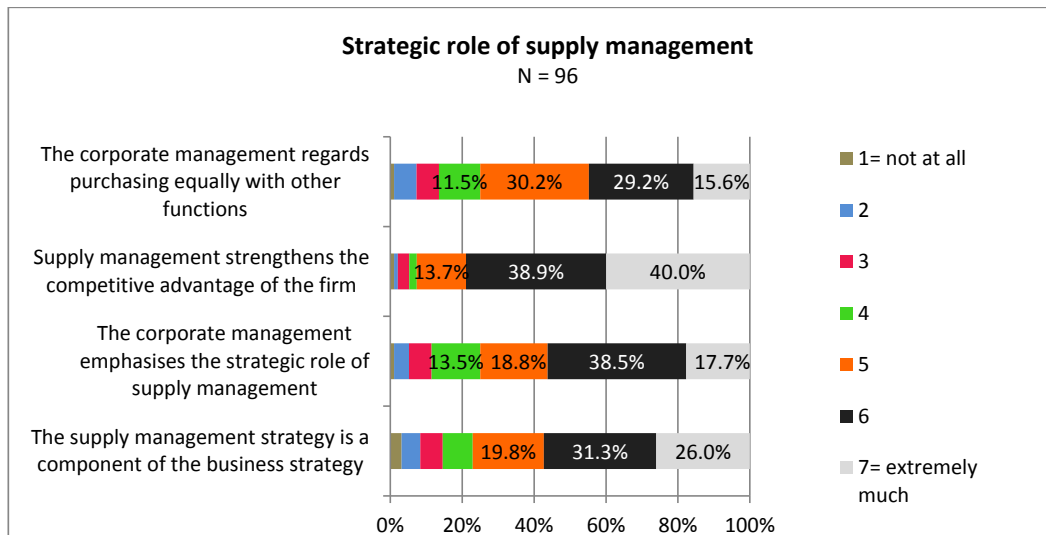 Strategic role of supply management
N = 96
The corporate management regards
purchasing equally with other
functions
11.5% 30.2% 29.2% 15.6%
Supply management strengthens the
competitive advantage of the firm
13.7% 38.9% 40.0%
The corporate management
emphasises the strategic role of
supply management
13.5% 18.8% 38.5% 17.7%
The supply management strategy is a
component of the business strategy
19.8% 31.3% 26.0%
0% 20% 40% 60% 80% 100%
1= not at all
2
3
4
5
6
7= extremely
much